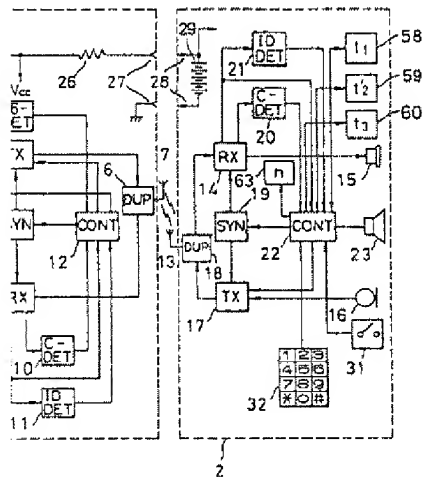 29
58
ID
DET
t1
26
27
28
21
59
Vcc
C-
DET
t'2
60
20
t3
TX
7
RX
6
14
63
19
n
15
DUP
SYN
CONT
SYN
CONT
12
13
DUP
18
22
23
RX
17
TX
16
10
C-
DET
31
1 2 3
4 5 6
7 8 9
* 0 #
ID
DET
11
32
2